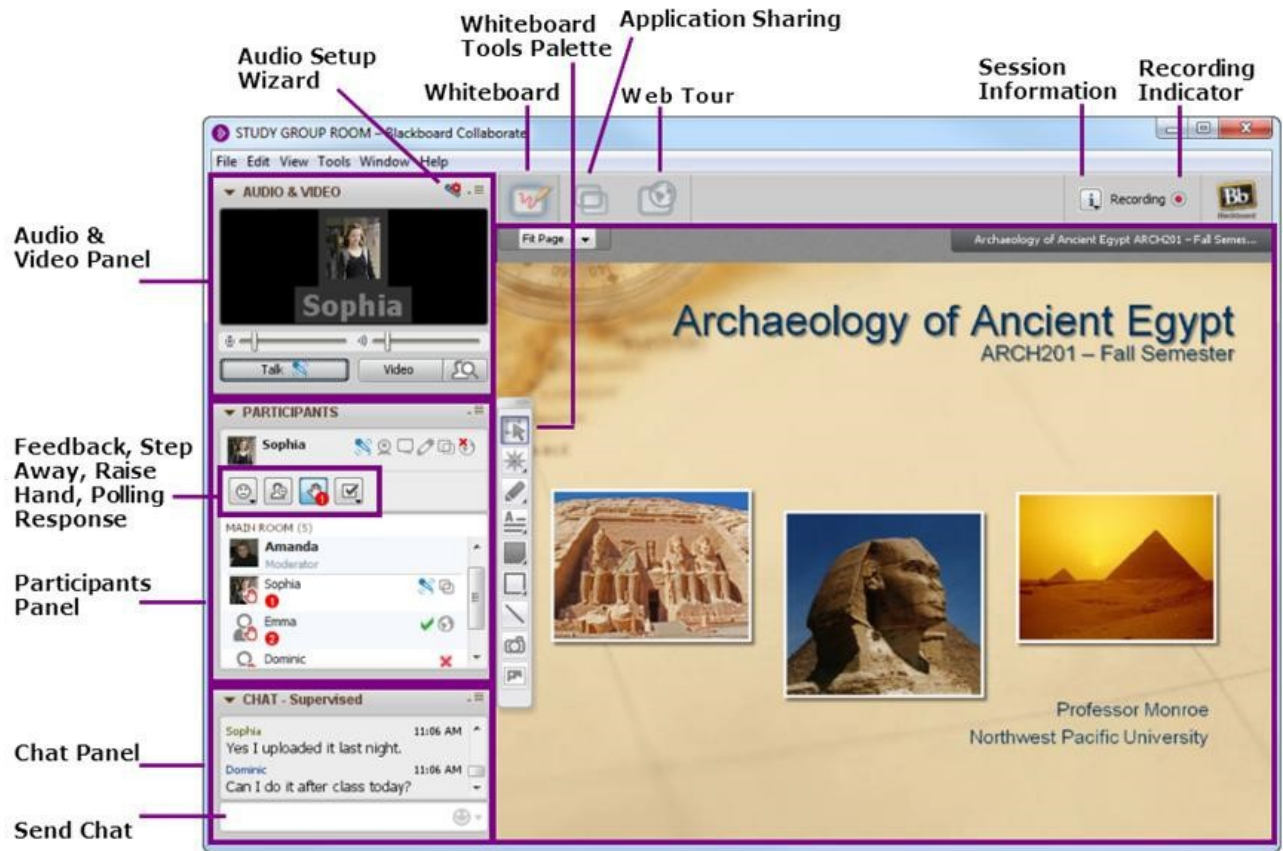 Whiteboard
Tools Palette
Application Sharing
Audio Setup
Wizard
Whiteboard
Web Tour
Session
Information
Recording
Indicator
STUDY GROUP ROOM – Blackboard Collaborate
File Edit View Tools Window Help
AUDIO & VIDEO
Recording
Bb
Blackboard
Audio &
Video Panel
Fit Page
Archaeology of Ancient Egypt ARCH201 – Fall Semes...
Sophia
Talk
Video
Archaeology of Ancient Egypt
ARCH201 – Fall Semester
PARTICIPANTS
Sophia
Feedback, Step
Away, Raise
Hand, Polling
Response
1
MAIN ROOM (5)
Amanda
Moderator
Participants
Panel
Sophia
1
Emma
2
Dominic
CHAT - Supervised
Chat Panel
Sophia 11:06 AM
Yes I uploaded it last night.
Dominic 11:06 AM
Can I do it after class today?
Send Chat
Professor Monroe
Northwest Pacific University